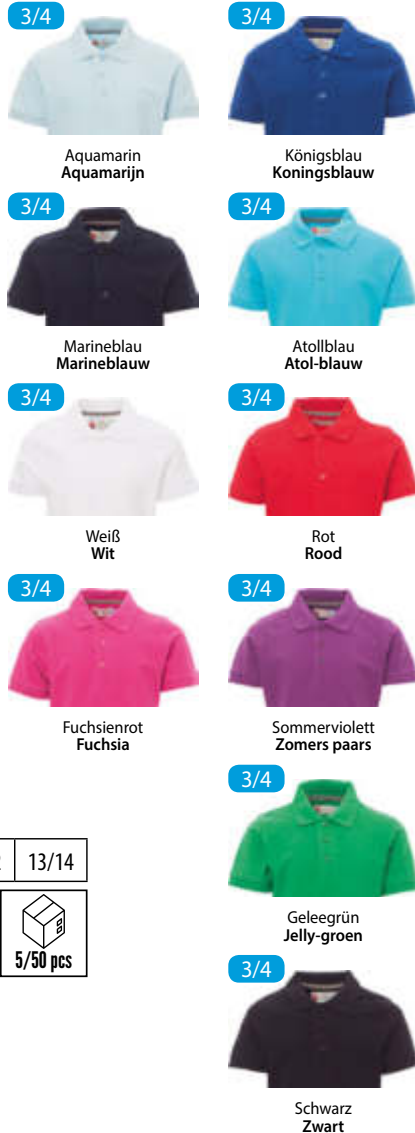 3/4
3/4
Aquamarin
Aquamarijn
Königsblau
Koningsblauw
3/4
3/4
Marineblau
Marineblauw
Atollblau
Atol-blauw
3/4
3/4
Weiß
Wit
Rot
Rood
3/4
3/4
Fuchsienrot
Fuchsia
Sommerviolett
Zomers paars
3/4
Geleegrün
Jelly-groen
13/14
5/50 pcs
3/4
Schwarz
Zwart